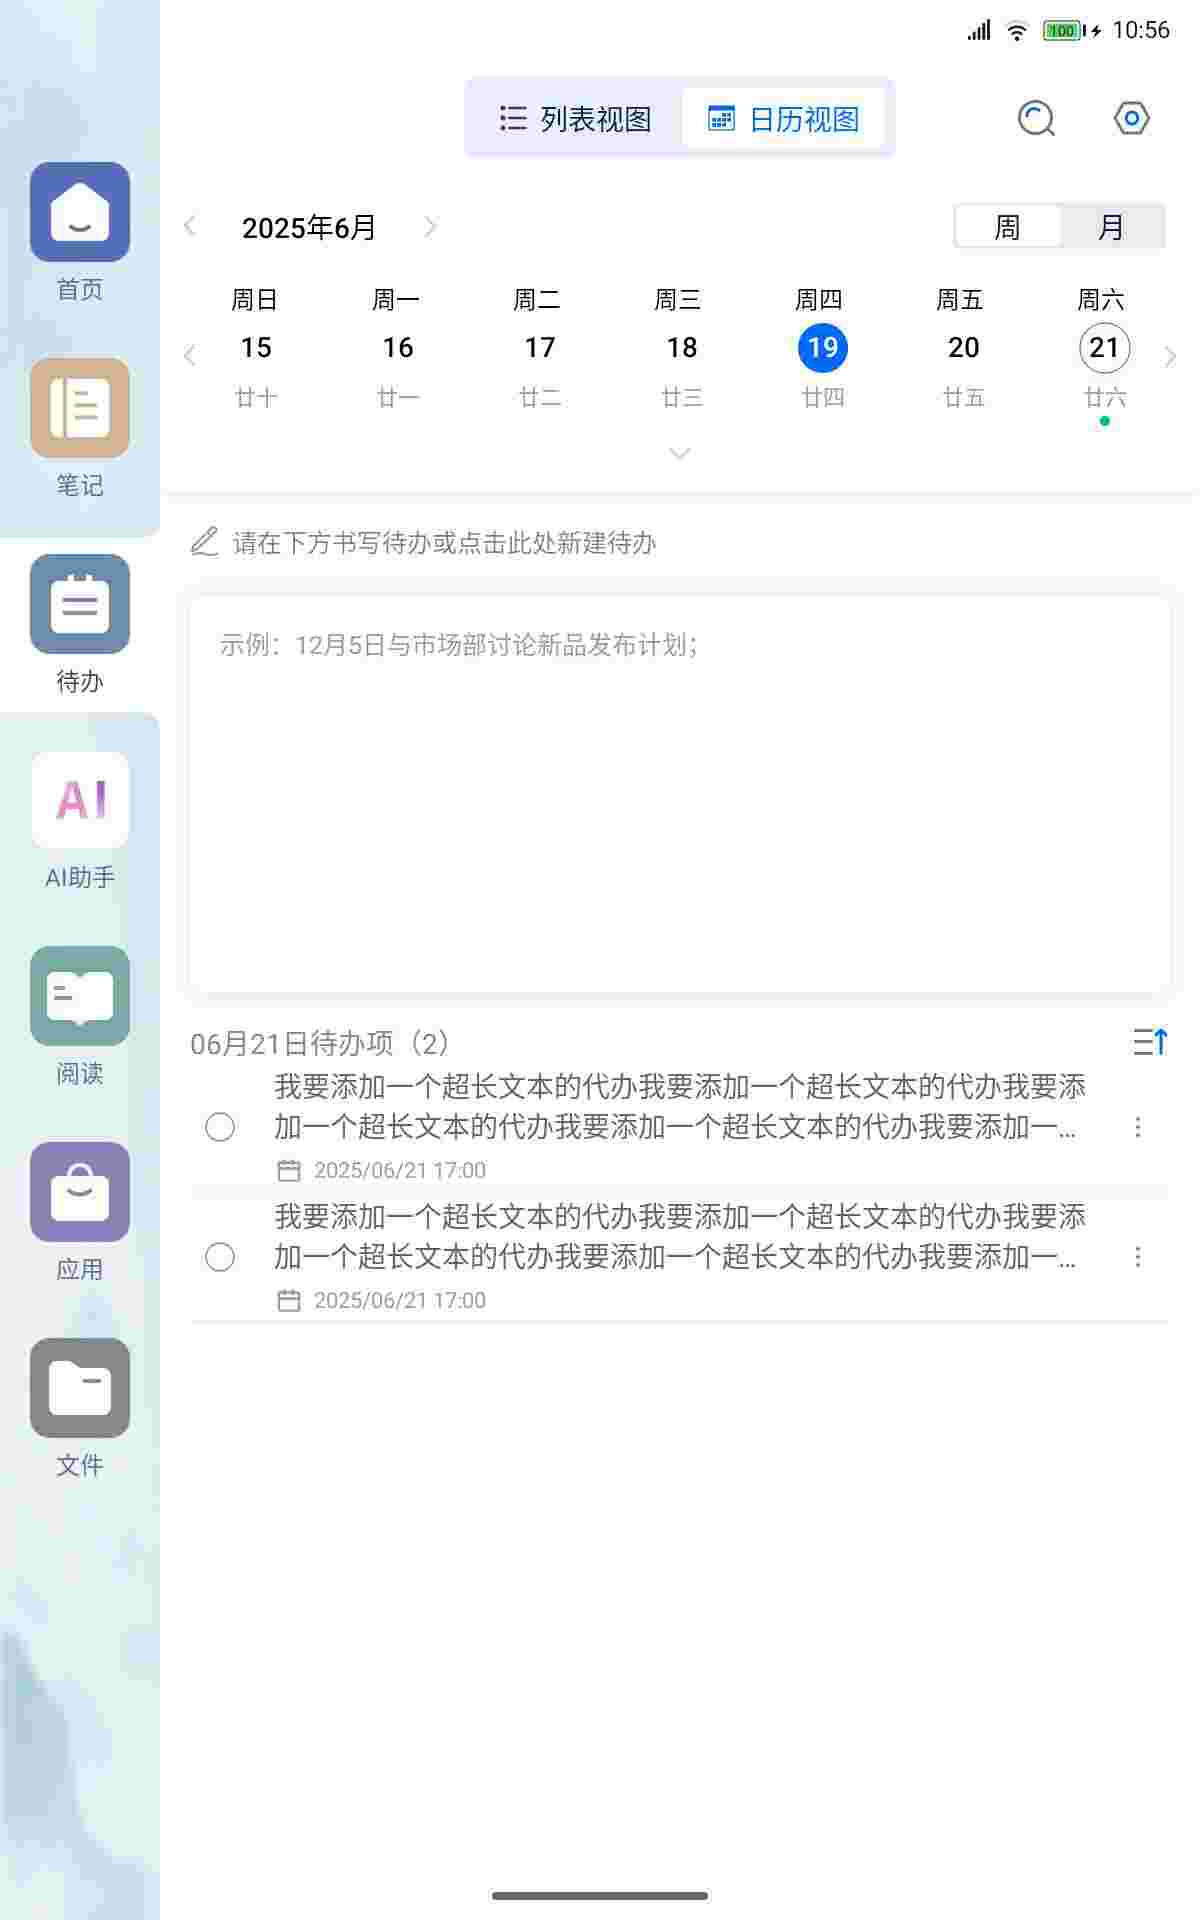 100 10:56
列表视图 日历视图
2025年6月 周 月
周日 周一 周二 周三 周四 周五 周六
15 16 17 18 19 20 21
廿十 廿一 廿二 廿三 廿四 廿五 廿六
请在下方书写待办或点击此处新建待办
示例：12月5日与市场部讨论新品发布计划；
06月21日待办项（2）
我要添加一个超长文本的代办我要添加一个超长文本的代办我要添
加一个超长文本的代办我要添加一个超长文本的代办我要添加一...
2025/06/21 17:00
我要添加一个超长文本的代办我要添加一个超长文本的代办我要添
加一个超长文本的代办我要添加一个超长文本的代办我要添加一...
2025/06/21 17:00
首页
笔记
待办
AI
AI助手
阅读
应用
文件